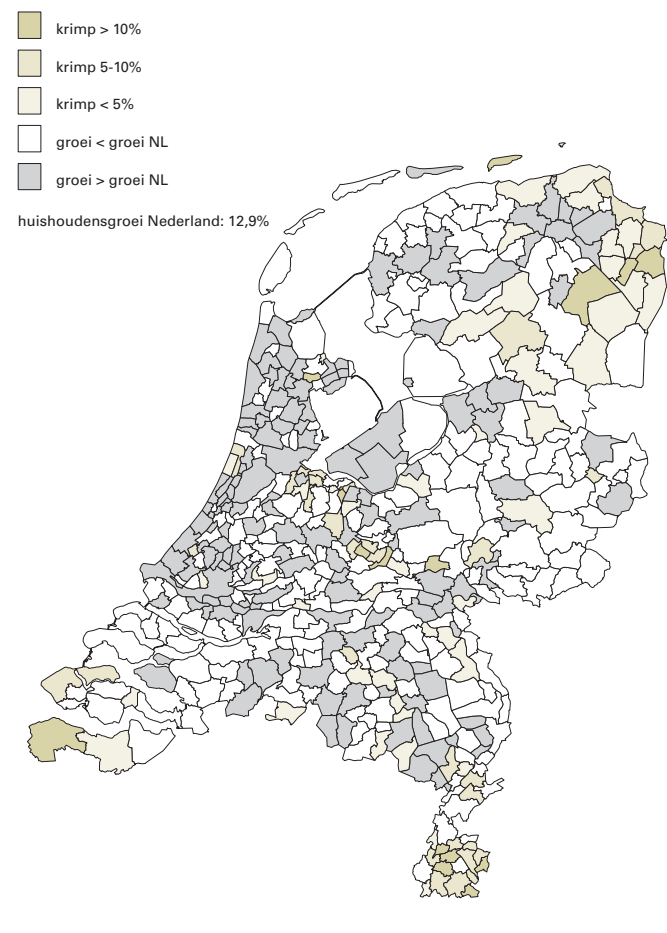 krimp > 10%
krimp 5-10%
krimp < 5%
groei < groei NL
groei > groei NL
huishoudensgroei Nederland: 12,9%